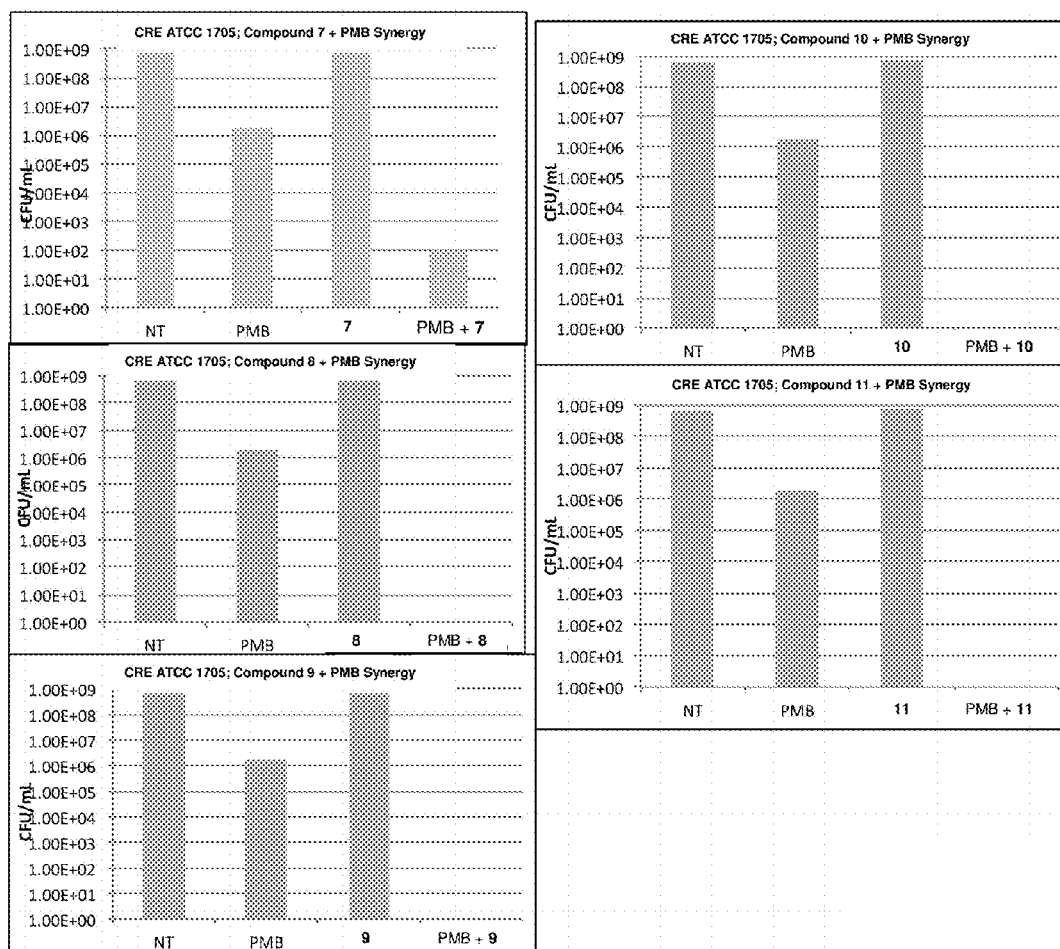 CRE ATCC 1705; Compound 7 + PMB Synergy
CFU/mL
1.00E+09
1.00E+08
1.00E+07
1.00E+06
1.00E+05
1.00E+04
1.00E+03
1.00E+02
1.00E+01
1.00E+00
NT PMB 7 PMB + 7
CRE ATCC 1705; Compound 8 + PMB Synergy
CFU/mL
1.00E+09
1.00E+08
1.00E+07
1.00E+06
1.00E+05
1.00E+04
1.00E+03
1.00E+02
1.00E+01
1.00E+00
NT PMB 8 PMB + 8
CRE ATCC 1705; Compound 9 + PMB Synergy
CFU/mL
1.00E+09
1.00E+08
1.00E+07
1.00E+06
1.00E+05
1.00E+04
1.00E+03
1.00E+02
1.00E+01
1.00E+00
NT PMB 9 PMB + 9
CRE ATCC 1705; Compound 10 + PMB Synergy
CFU/mL
1.00E+09
1.00E+08
1.00E+07
1.00E+06
1.00E+05
1.00E+04
1.00E+03
1.00E+02
1.00E+01
1.00E+00
NT PMB 10 PMB + 10
CRE ATCC 1705; Compound 11 + PMB Synergy
CFU/mL
1.00E+09
1.00E+08
1.00E+07
1.00E+06
1.00E+05
1.00E+04
1.00E+03
1.00E+02
1.00E+01
1.00E+00
NT PMB 11 PMB + 11